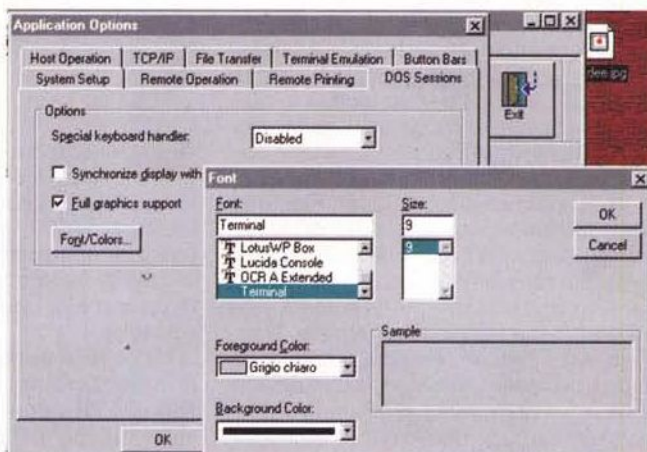 Application Options
Host Operation
TCP/IP
File Transfer
Terminal Emulation
Button Bars
System Setup
Remote Operation
Remote Printing
DOS Sessions
Options
Special keyboard handler:
Disabled
Synchronize display with
Full graphics support
Font/Colors...
OK
Exit
dee.jpg
Font
Font:
Terminal
LotusWP Box
Lucida Console
OCR A Extended
Terminal
Size:
9
9
OK
Cancel
Foreground Color:
Grigio chiaro
Background Color:
Sample